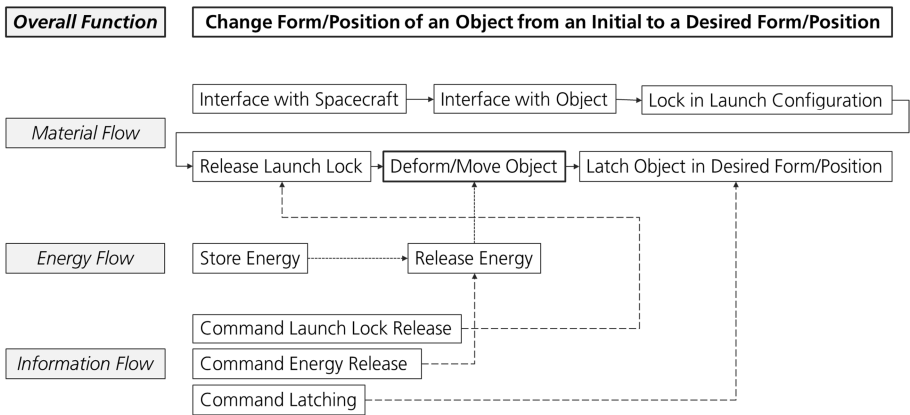 Overall Function
Change Form/Position of an Object from an Initial to a Desired Form/Position
Interface with Spacecraft
Interface with Object
Lock in Launch Configuration
Material Flow
Release Launch Lock
Deform/Move Object
Latch Object in Desired Form/Position
Energy Flow
Store Energy
Release Energy
Command Launch Lock Release
Information Flow
Command Energy Release
Command Latching